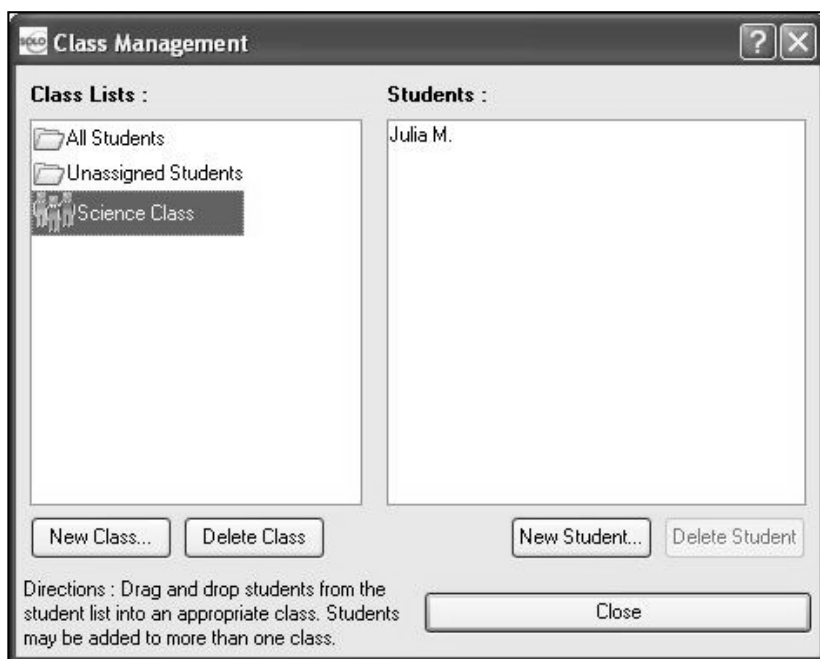 SOLO Class Management
Class Lists :
Students :
All Students
Unassigned Students
Science Class
Julia M.
New Class...
Delete Class
New Student...
Delete Student
Directions : Drag and drop students from the
student list into an appropriate class. Students
may be added to more than one class.
Close